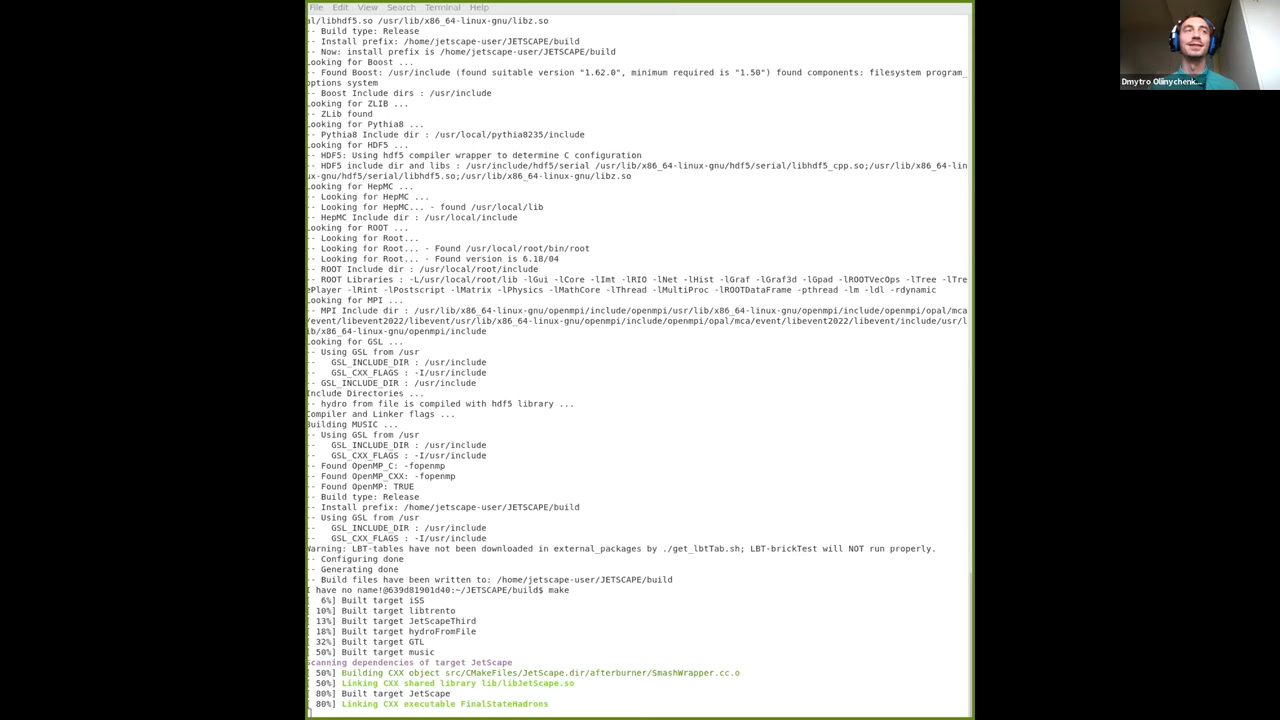 File Edit View Search Terminal Help
al/libhdf5.so /usr/lib/x86_64-linux-gnu/libz.so
-- Build type: Release
-- Install prefix: /home/jetscape-user/JETSCAPE/build
-- Now: install prefix is /home/jetscape-user/JETSCAPE/build
Looking for Boost ...
-- Found Boost: /usr/include (found suitable version "1.62.0", minimum required is "1.50") found components: filesystem program_
options system
-- Boost Include dirs : /usr/include
Looking for ZLIB ...
-- ZLib found
Looking for Pythia8 ...
-- Pythia8 Include dir : /usr/local/pythia8235/include
Looking for HDF5 ...
-- HDF5: Using hdf5 compiler wrapper to determine C configuration
-- HDF5 include dir and libs : /usr/include/hdf5/serial /usr/lib/x86_64-linux-gnu/hdf5/serial/libhdf5_cpp.so;/usr/lib/x86_64-lin
ux-gnu/hdf5/serial/libhdf5.so;/usr/lib/x86_64-linux-gnu/libz.so
Looking for HepMC ...
-- Looking for HepMC ...
-- Looking for HepMC... - found /usr/local/lib
-- HepMC Include dir : /usr/local/include
Looking for ROOT ...
-- Looking for Root...
-- Looking for Root... - Found /usr/local/root/bin/root
-- Looking for Root... - Found version is 6.18/04
-- ROOT Include dir : /usr/local/root/include
-- ROOT Libraries : -L/usr/local/root/lib -lGui -lCore -lImt -lRIO -lNet -lHist -lGraf -lGraf3d -lGpad -lROOTVecOps -lTree -lTre
ePlayer -lRint -lPostscript -lMatrix -lPhysics -lMathCore -lThread -lMultiProc -lROOTDataFrame -pthread -lm -ldl -rdynamic
Looking for MPI ...
-- MPI Include dir : /usr/lib/x86_64-linux-gnu/openmpi/include/openmpi/usr/lib/x86_64-linux-gnu/openmpi/include/openmpi/opal/mca
/event/libevent2022/libevent/usr/lib/x86_64-linux-gnu/openmpi/include/openmpi/opal/mca/event/libevent2022/libevent/include/usr/l
ib/x86_64-linux-gnu/openmpi/include
Looking for GSL ...
-- Using GSL from /usr
--   GSL_INCLUDE_DIR : /usr/include
--   GSL_CXX_FLAGS : -I/usr/include
-- GSL_INCLUDE_DIR : /usr/include
Include Directories ...
-- hydro from file is compiled with hdf5 library ...
Compiler and Linker flags ...
Building MUSIC ...
-- Using GSL from /usr
--   GSL_INCLUDE_DIR : /usr/include
--   GSL_CXX_FLAGS : -I/usr/include
-- Found OpenMP_C: -fopenmp
-- Found OpenMP_CXX: -fopenmp
-- Found OpenMP: TRUE
-- Build type: Release
-- Install prefix: /home/jetscape-user/JETSCAPE/build
-- Using GSL from /usr
--   GSL_INCLUDE_DIR : /usr/include
--   GSL_CXX_FLAGS : -I/usr/include
Warning: LBT-tables have not been downloaded in external_packages by ./get_lbtTab.sh; LBT-brickTest will NOT run properly.
-- Configuring done
-- Generating done
-- Build files have been written to: /home/jetscape-user/JETSCAPE/build
I have no name!@639d81901d40:~/JETSCAPE/build$ make
[  6%] Built target iSS
[ 10%] Built target libtrento
[ 13%] Built target JetScapeThird
[ 18%] Built target hydroFromFile
[ 32%] Built target GTL
[ 50%] Built target music
Scanning dependencies of target JetScape
[ 50%] Building CXX object src/CMakeFiles/JetScape.dir/afterburner/SmashWrapper.cc.o
[ 50%] Linking CXX shared library lib/libJetScape.so
[ 80%] Built target JetScape
[ 80%] Linking CXX executable FinalStateHadrons
Dmytro Oliinychenk...